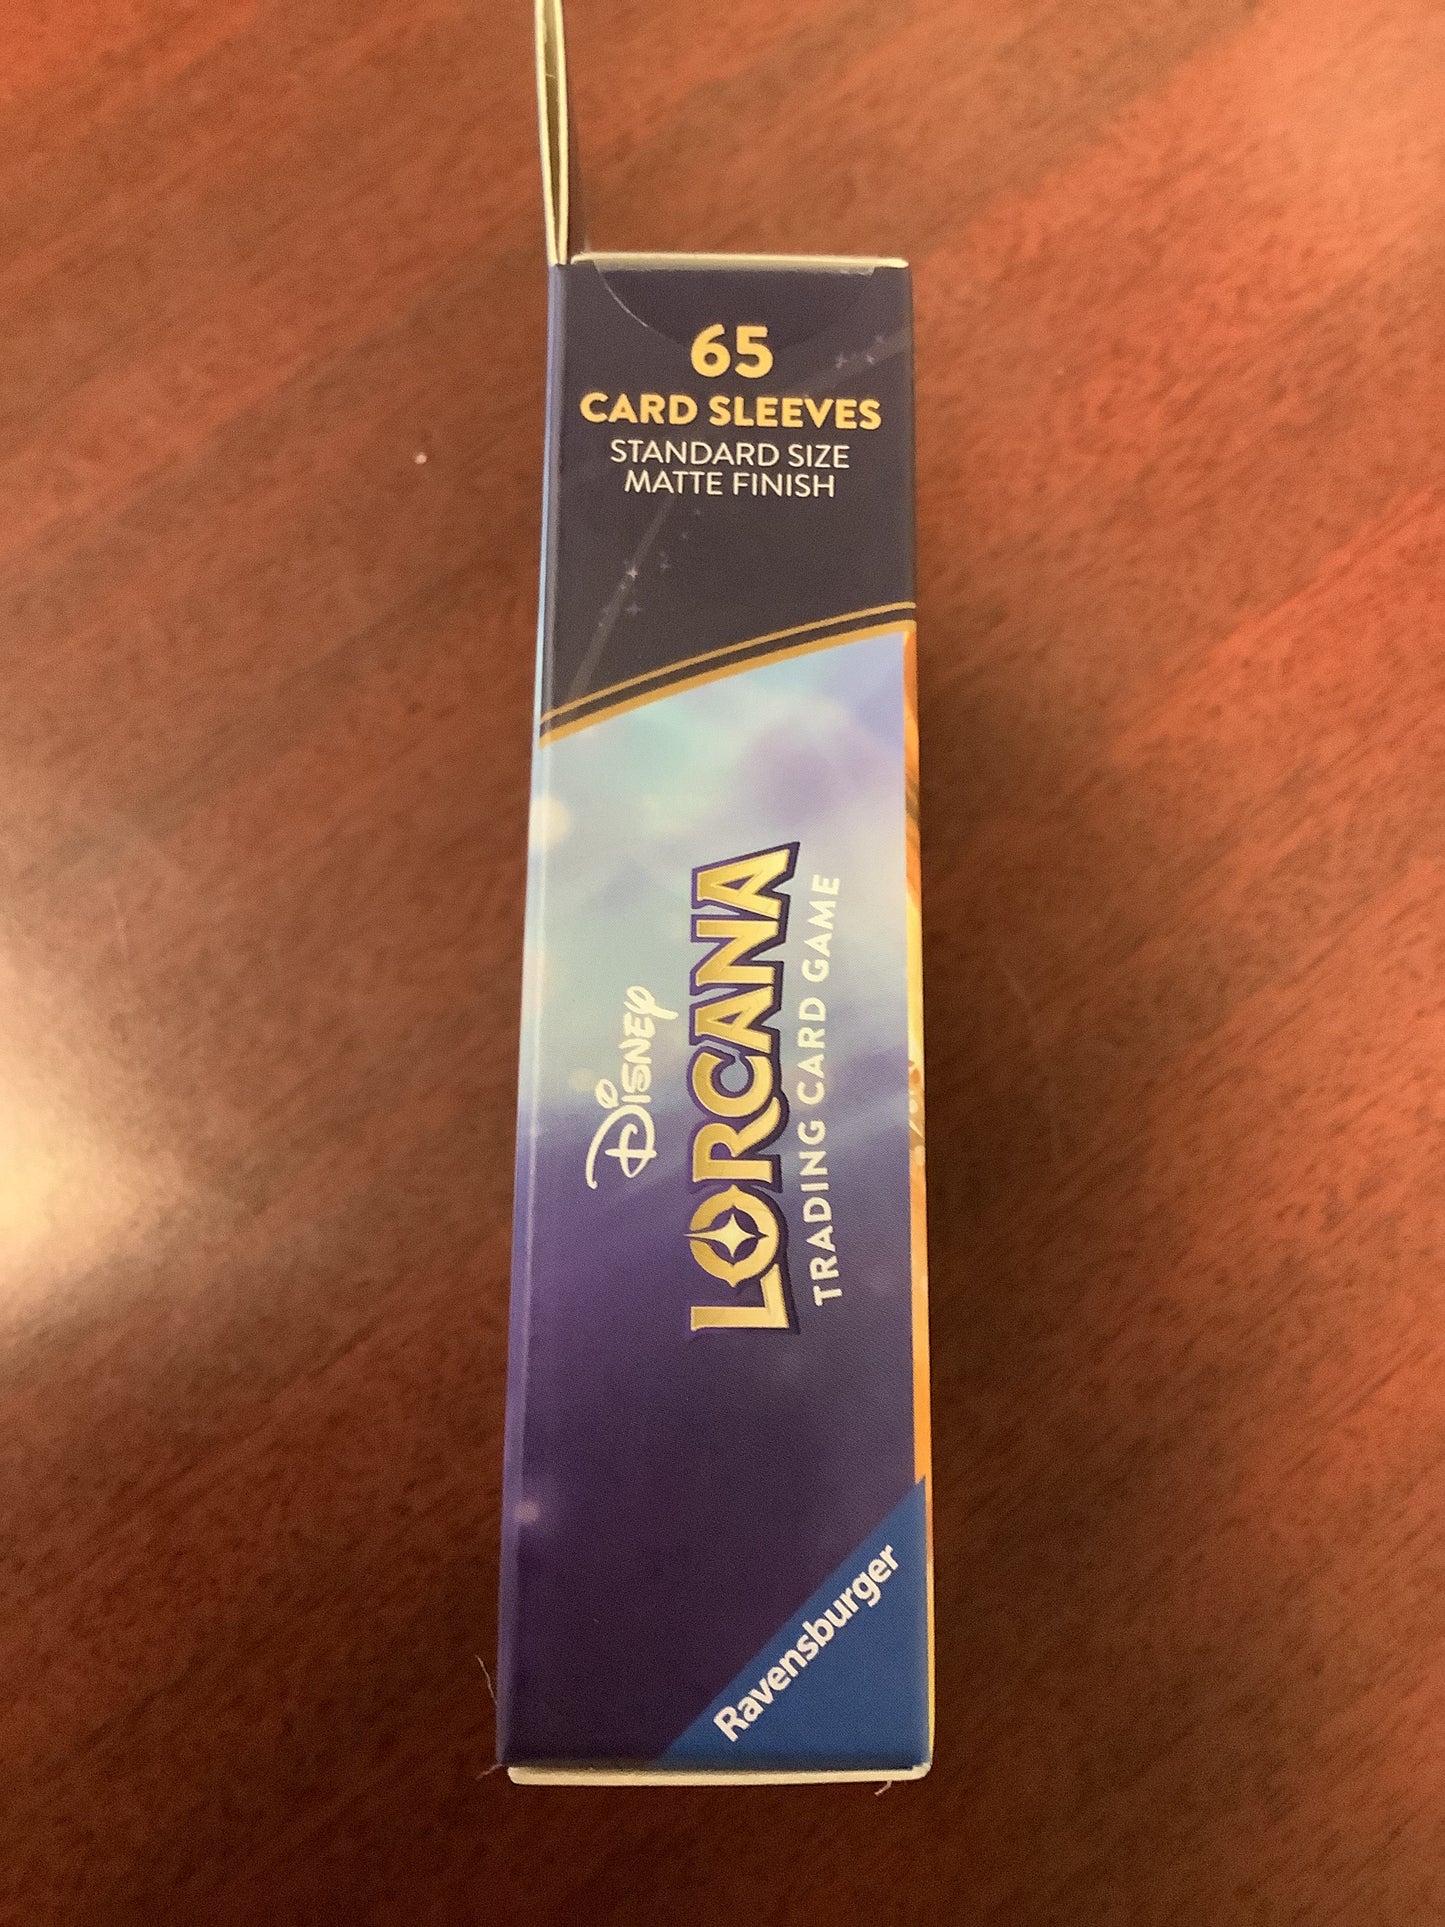 65
CARD SLEEVES
STANDARD SIZE
MATTE FINISH
Disney
LORCANA
TRADING CARD GAME
Ravensburger